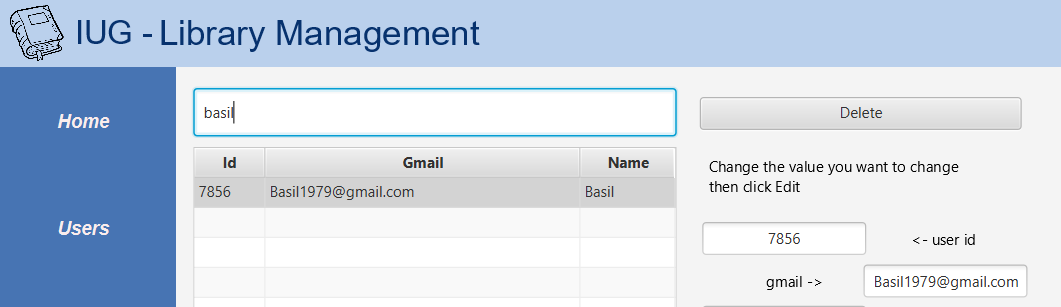 IUG - Library Management
Home
Users
basil
Id Gmail Name
7856 Basil1979@gmail.com Basil
Delete
Change the value you want to change
then click Edit
7856 <- user id
gmail -> Basil1979@gmail.com